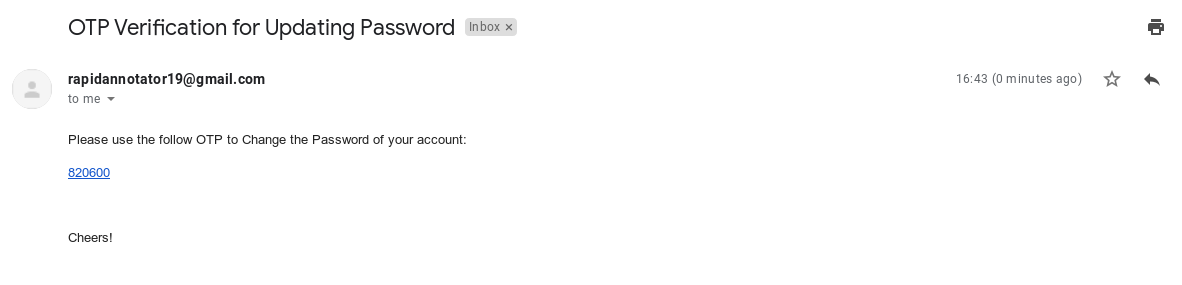 OTP Verification for Updating Password Inbox ×
rapidannotator19@gmail.com 16:43 (0 minutes ago)
to me
Please use the follow OTP to Change the Password of your account:
820600
Cheers!